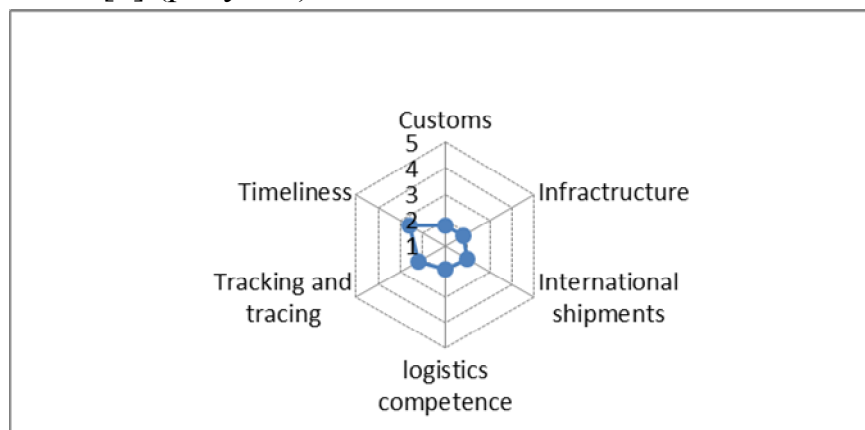 Customs
5
4
3
2
1
Timeliness
Infractructure
Tracking and
tracing
International
shipments
logistics
competence